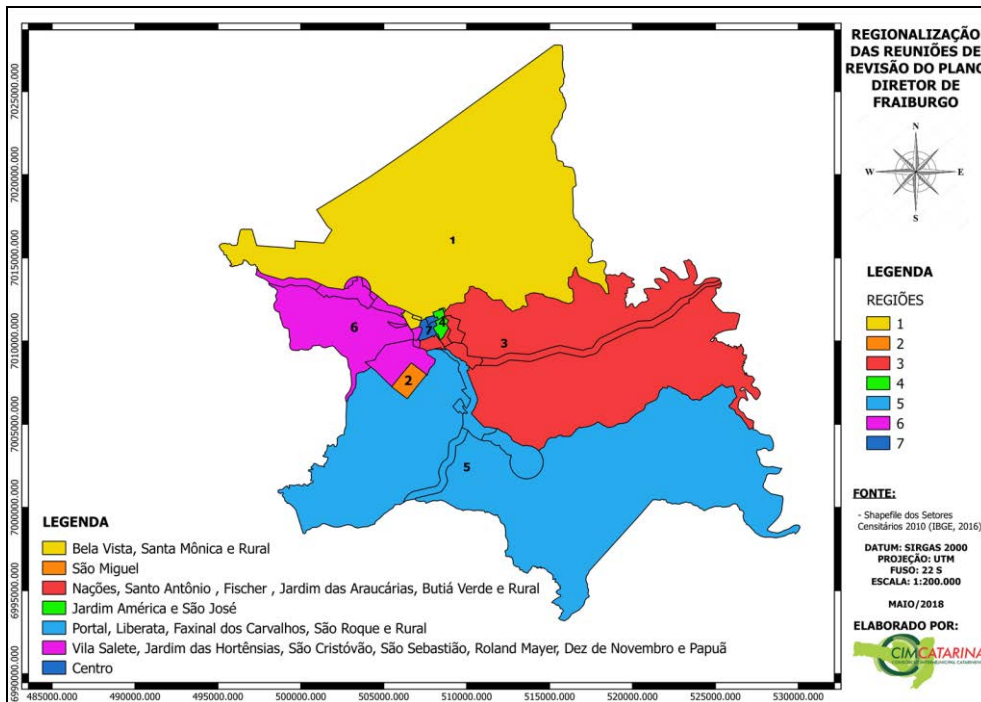 REGIONALIZAÇÃO
DAS REUNIÕES DE
REVISÃO DO PLANO
DIRETOR DE
FRAIBURGO
N
W
E
S
7025000.000
7020000.000
7015000.000
7010000.000
7005000.000
7000000.000
6995000.000
6990000.000
1
6
4
7
3
2
5
LEGENDA
REGIÕES
1
2
3
4
5
6
7
FONTE:
- Shapefile dos Setores
Censitários 2010 (IBGE, 2016)
DATUM: SIRGAS 2000
PROJEÇÃO: UTM
FUSO: 22 S
ESCALA: 1:200.000
MAIO/2018
ELABORADO POR:
CIMCATARINA
LEGENDA
Bela Vista, Santa Mônica e Rural
São Miguel
Nações, Santo Antônio , Fischer , Jardim das Araucárias, Butiá Verde e Rural
Jardim América e São José
Portal, Liberata, Faxinal dos Carvalhos, São Roque e Rural
Vila Salete, Jardim das Hortênsias, São Cristóvão, São Sebastião, Roland Mayer, Dez de Novembro e Papuã
Centro
485000.000 490000.000 495000.000 500000.000 505000.000 510000.000 515000.000 520000.000 525000.000 530000.000